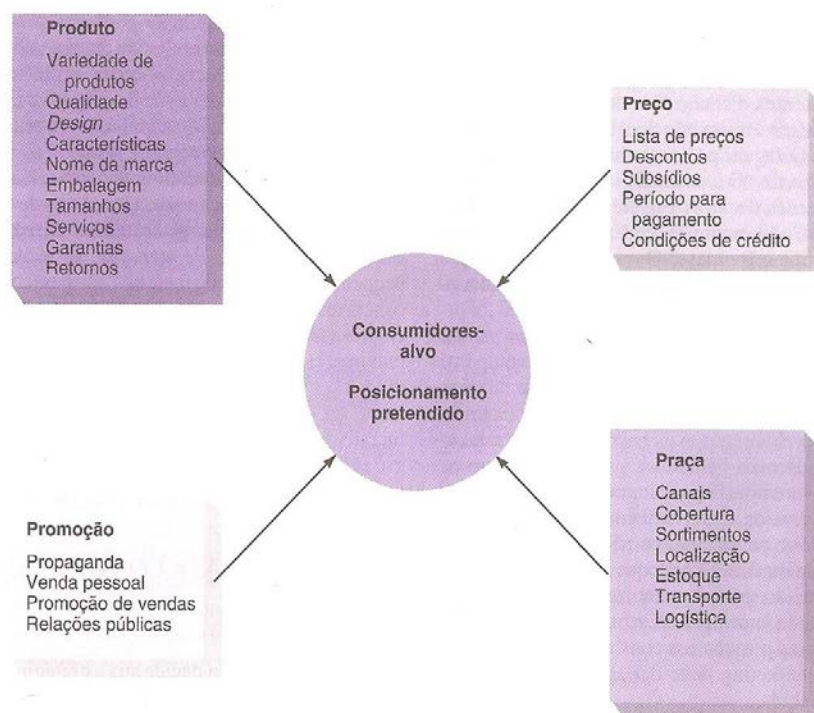 Produto
Variedade de
produtos
Qualidade
Design
Características
Nome da marca
Embalagem
Tamanhos
Serviços
Garantias
Retornos
Preço
Lista de preços
Descontos
Subsídios
Período para
pagamento
Condições de crédito
Consumidores-
alvo
Posicionamento
pretendido
Promoção
Propaganda
Venda pessoal
Promoção de vendas
Relações públicas
Praça
Canais
Cobertura
Sortimentos
Localização
Estoque
Transporte
Logística